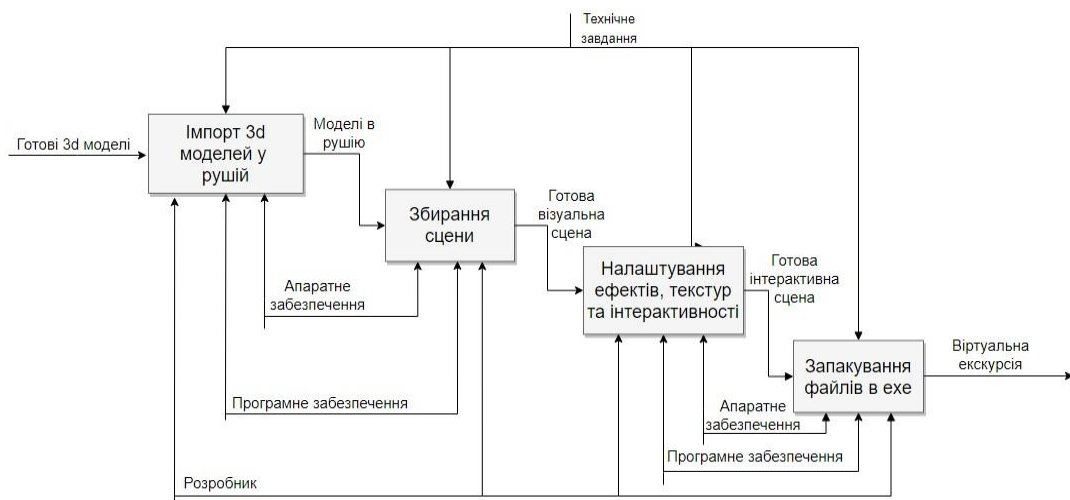 Технічне
завдання
Готові 3d моделі
Імпорт 3d
моделей у
рушій
Моделі в
рушію
Збирання
сцени
Готова
візуальна
сцена
Налаштування
ефектів, текстур
та інтерактивності
Готова
інтерактивна
сцена
Запакування
файлів в exe
Віртуальна
екскурсія
Апаратне
забезпечення
Програмне забезпечення
Апаратне
забезпечення
Програмне забезпечення
Розробник